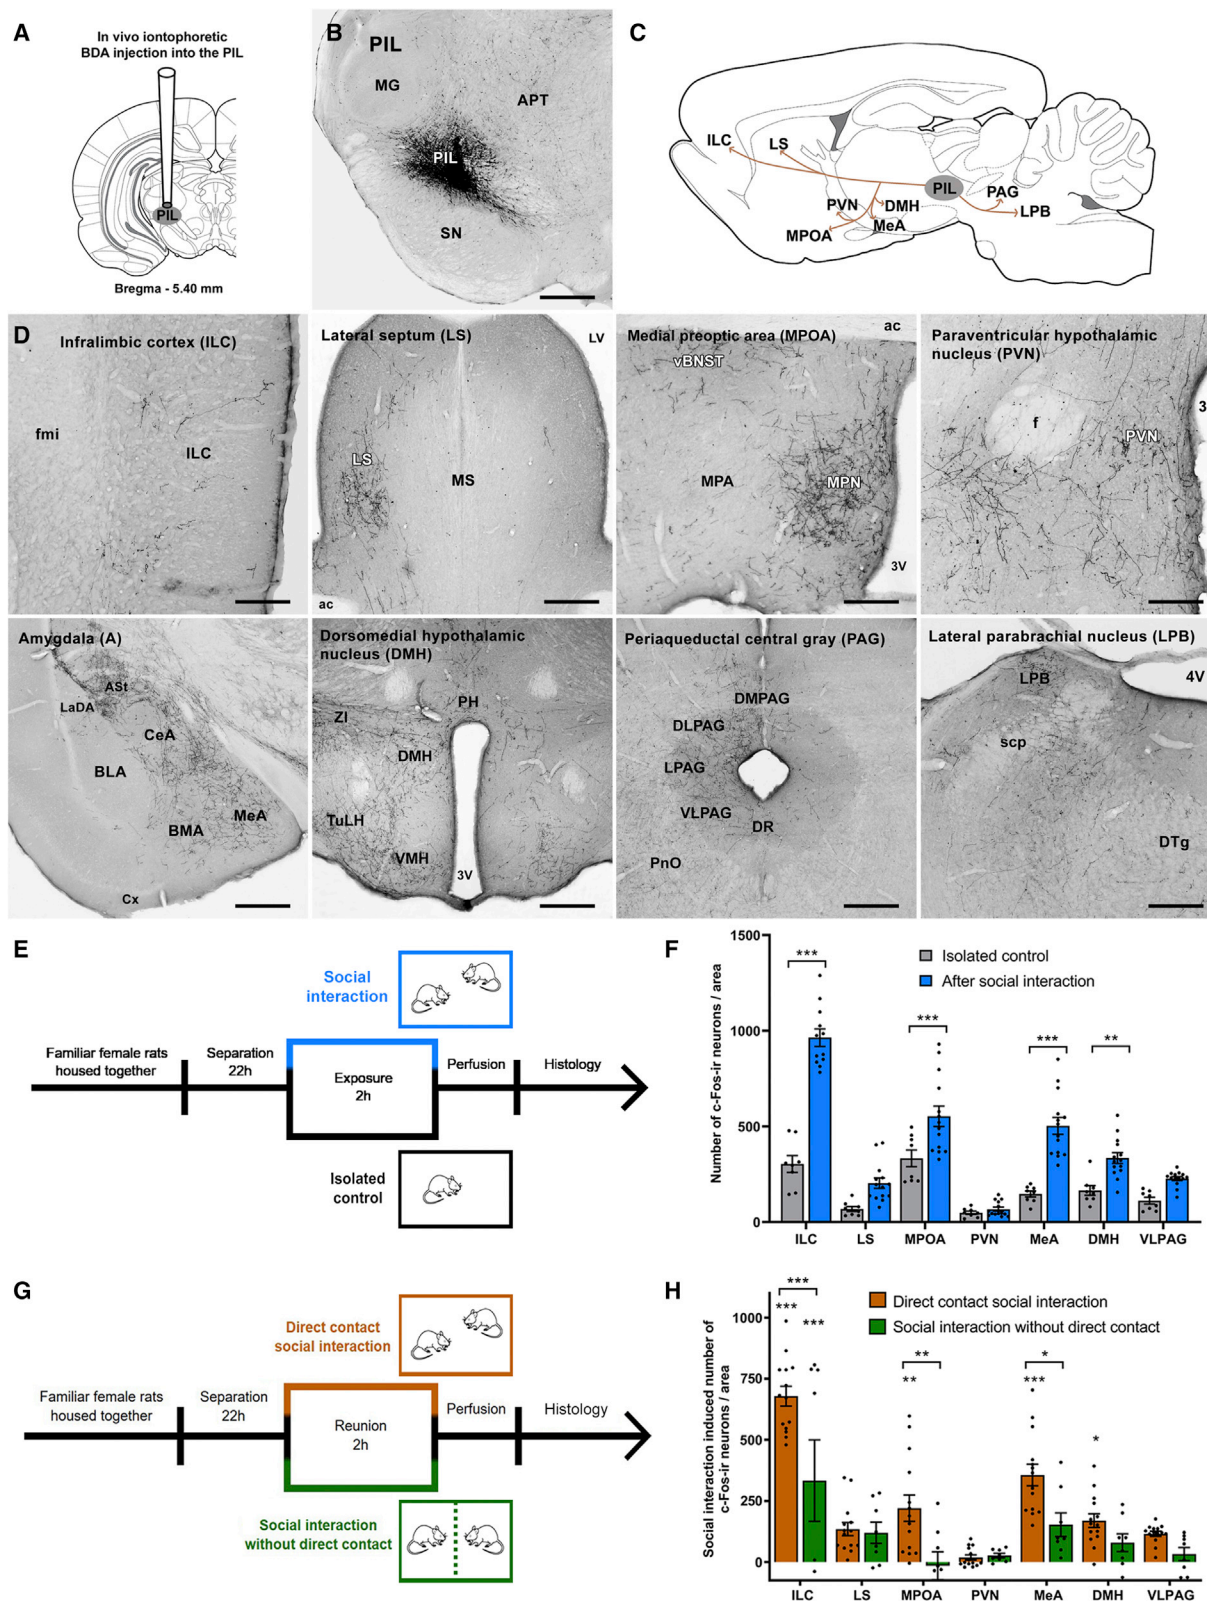 A
In vivo iontophoretic
BDA injection into the PIL
PIL
Bregma - 5.40 mm
B
PIL
MG
APT
PIL
SN
C
ILC
LS
PIL
PAG
LPB
PVN
DMH
MeA
MPOA
D
Infralimbic cortex (ILC)
fmi
ILC
Lateral septum (LS)
LV
LS
MS
ac
Medial preoptic area (MPOA)
ac
vBNST
MPA
MPN
3V
Paraventricular hypothalamic
nucleus (PVN)
3
f
PVN
Amygdala (A)
ASt
LaDA
CeA
BLA
MeA
BMA
Cx
Dorsomedial hypothalamic
nucleus (DMH)
PH
ZI
DMH
TuLH
VMH
3V
Periaqueductal central gray (PAG)
DMPAG
DLPAG
LPAG
VLPAG
DR
PnO
Lateral parabrachial nucleus (LPB)
LPB
4V
scp
DTg
E
Social
interaction
Familiar female rats
housed together
Separation
22h
Exposure
2h
Perfusion
Histology
Isolated
control
F
Number of c-Fos-ir neurons / area
1500
1000
500
0
Isolated control
After social interaction
***
***
***
**
ILC LS MPOA PVN MeA DMH VLPAG
G
Direct contact
social interaction
Familiar female rats
housed together
Separation
22h
Reunion
2h
Perfusion
Histology
Social interaction
without direct contact
H
Social interaction induced number of
c-Fos-ir neurons / area
1000
750
500
250
0
Direct contact social interaction
Social interaction without direct contact
***
***
***
**
**
*
***
*
ILC LS MPOA PVN MeA DMH VLPAG